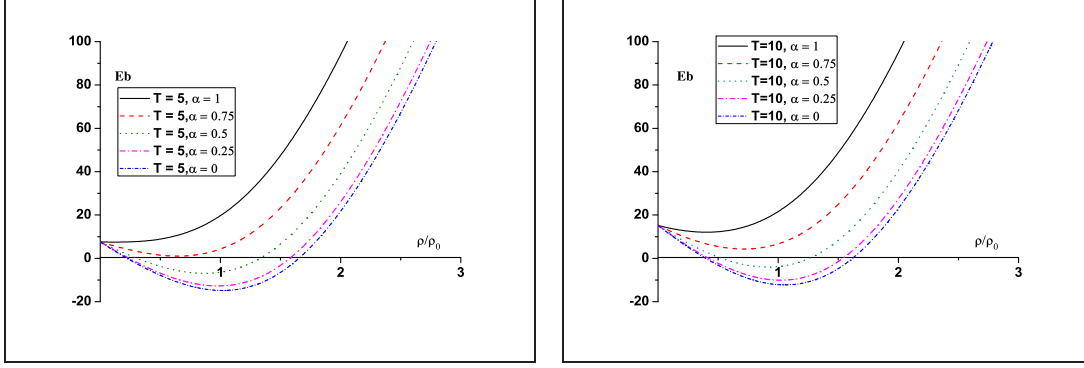 100
80
60
40
20
0
-20
Eb
T = 5, α = 1
T = 5,α = 0.75
T = 5,α = 0.5
T = 5,α = 0.25
T = 5,α = 0
ρ/ρ0
1 2 3
100
80
60
40
20
0
-20
Eb
T=10, α = 1
T=10, α = 0.75
T=10, α = 0.5
T=10, α = 0.25
T=10, α = 0
ρ/ρ0
1 2 3